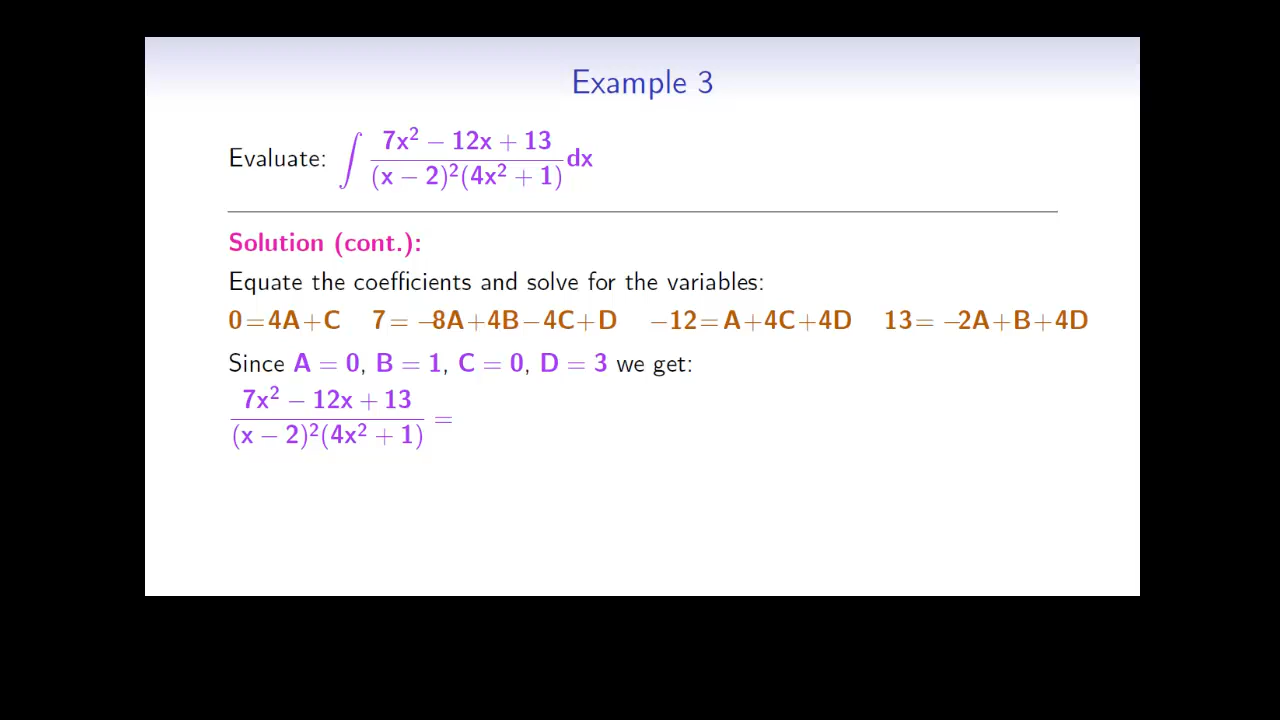 Example 3
Evaluate: ∫ (7x² − 12x + 13)/((x − 2)²(4x² + 1)) dx
Solution (cont.):
Equate the coefficients and solve for the variables:
0=4A+C 7= −8A+4B−4C+D −12=A+4C+4D 13= −2A+B+4D
Since A = 0, B = 1, C = 0, D = 3 we get:
(7x² − 12x + 13)/((x − 2)²(4x² + 1)) =